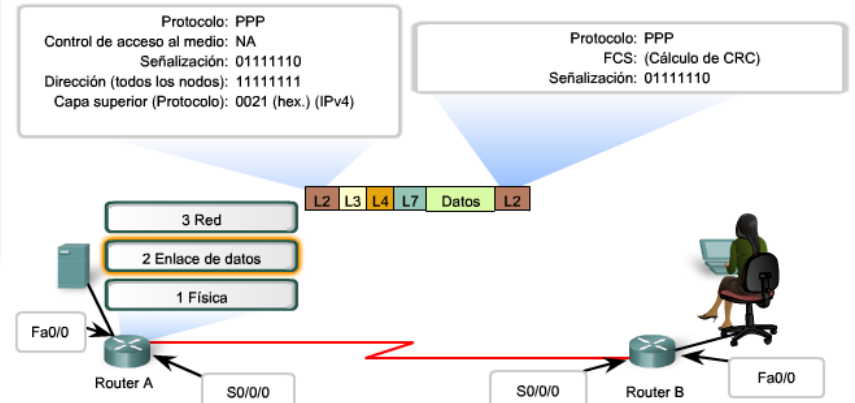 Protocolo: PPP
Control de acceso al medio: NA
Señalización: 01111110
Dirección (todos los nodos): 11111111
Capa superior (Protocolo): 0021 (hex.) (IPv4)
Protocolo: PPP
FCS: (Cálculo de CRC)
Señalización: 01111110
L2 L3 L4 L7 Datos L2
3 Red
2 Enlace de datos
1 Física
Fa0/0
Router A
S0/0/0
S0/0/0
Router B
Fa0/0